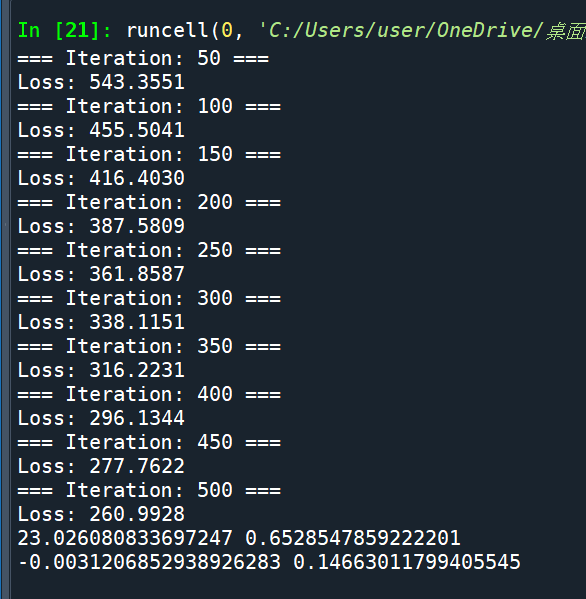 In [21]: runcell(0, 'C:/Users/user/OneDrive/桌面
=== Iteration: 50 ===
Loss: 543.3551
=== Iteration: 100 ===
Loss: 455.5041
=== Iteration: 150 ===
Loss: 416.4030
=== Iteration: 200 ===
Loss: 387.5809
=== Iteration: 250 ===
Loss: 361.8587
=== Iteration: 300 ===
Loss: 338.1151
=== Iteration: 350 ===
Loss: 316.2231
=== Iteration: 400 ===
Loss: 296.1344
=== Iteration: 450 ===
Loss: 277.7622
=== Iteration: 500 ===
Loss: 260.9928
23.026080833697247 0.6528547859222201
-0.0031206852938926283 0.14663011799405545